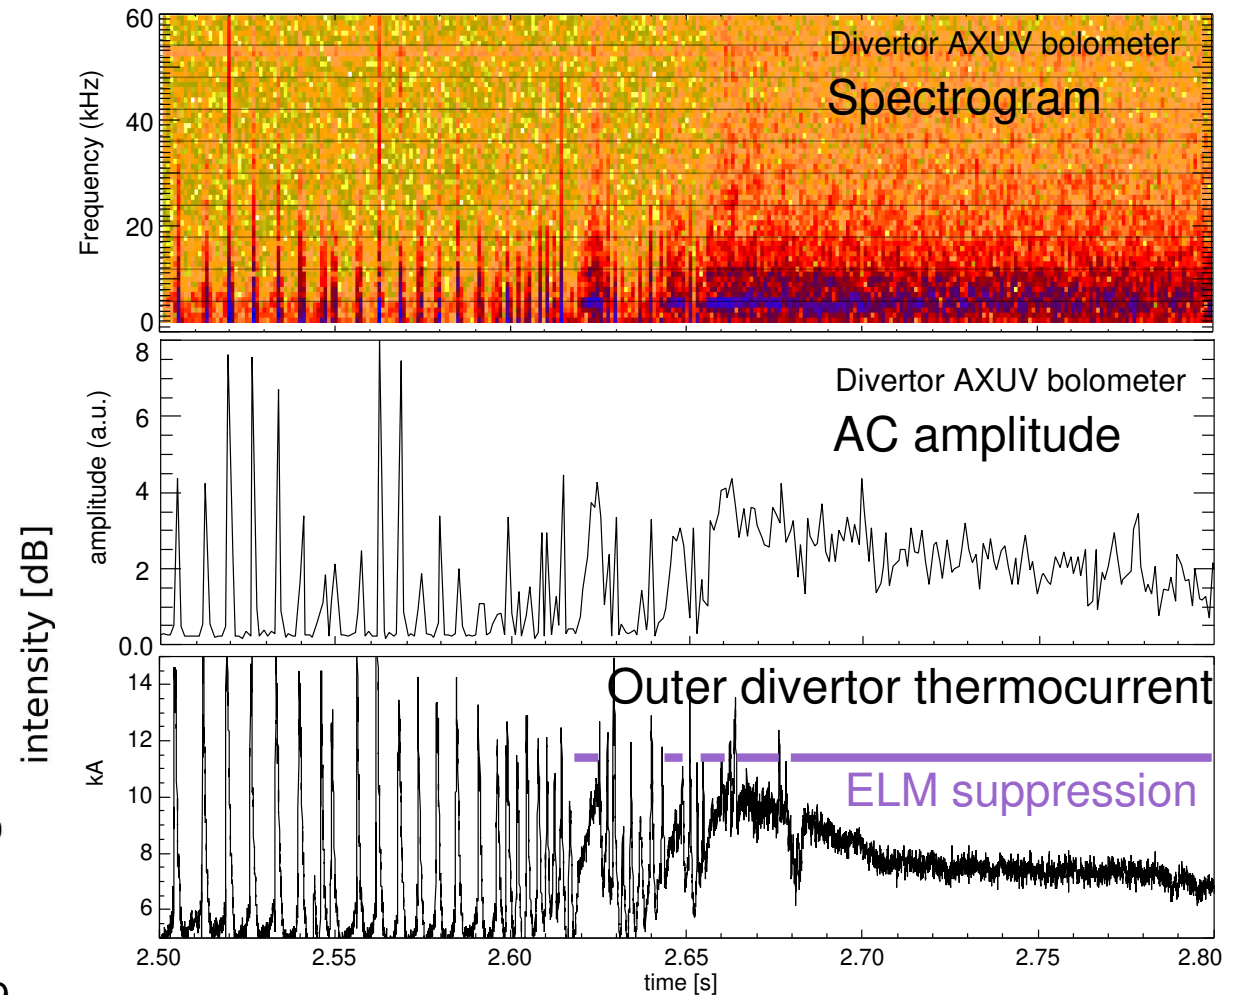 60
40
20
0
Frequency (kHz)
Divertor AXUV bolometer
Spectrogram
8
6
4
2
0.0
amplitude (a.u.)
Divertor AXUV bolometer
AC amplitude
intensity [dB]
14
12
10
8
6
kA
Outer divertor thermocurrent
ELM suppression
2.50 2.55 2.60 2.65 2.70 2.75 2.80
time [s]